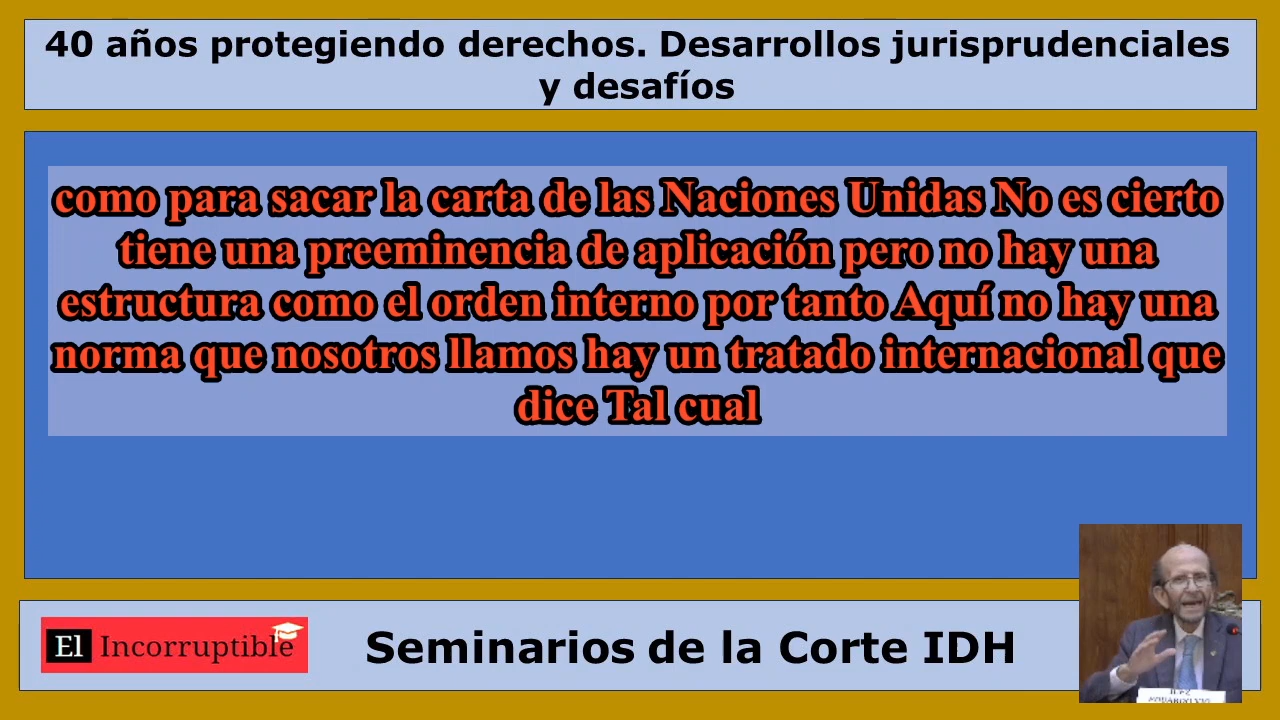 40 años protegiendo derechos. Desarrollos jurisprudenciales
y desafíos
como para sacar la carta de las Naciones Unidas No es cierto
tiene una preeminencia de aplicación pero no hay una
estructura como el orden interno por tanto Aquí no hay una
norma que nosotros llamos hay un tratado internacional que
dice Tal cual
El Incorruptible
Seminarios de la Corte IDH